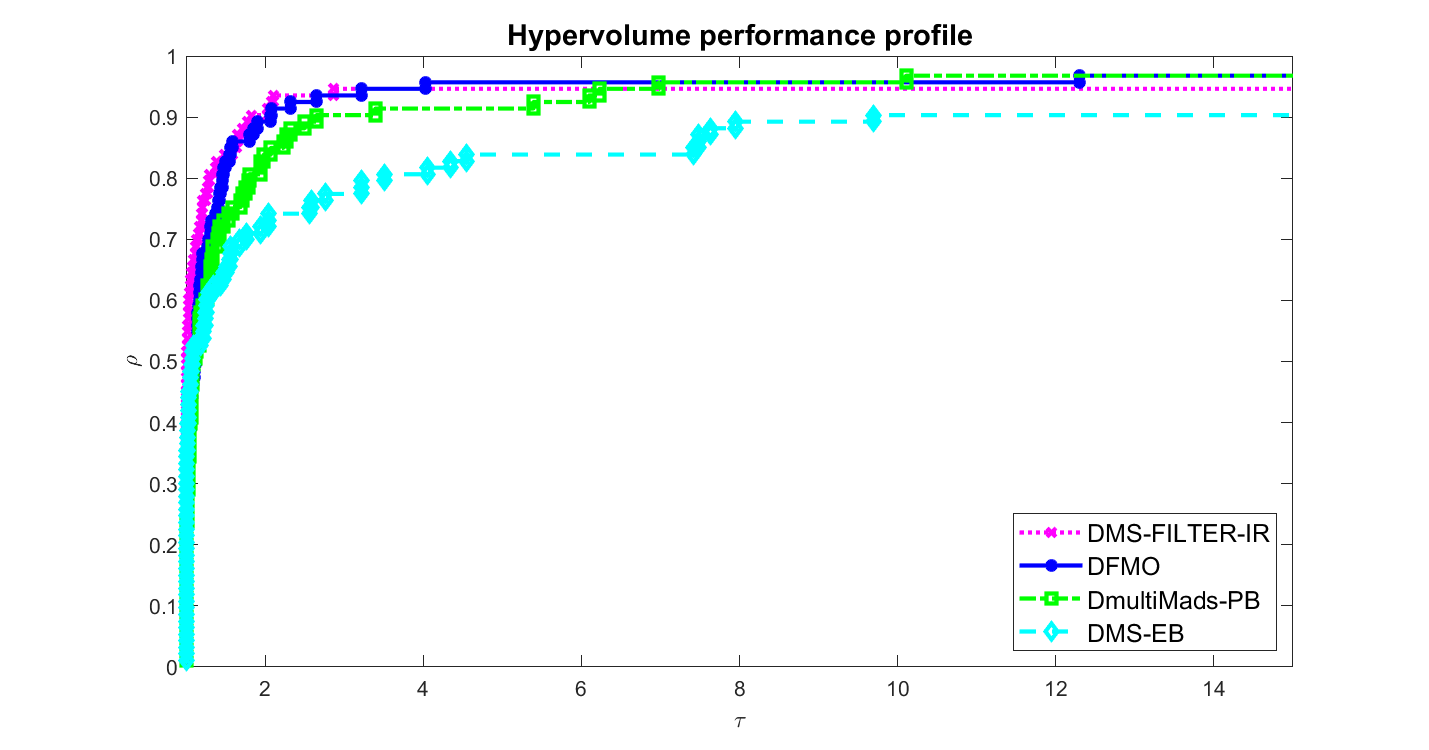 Hypervolume performance profile
1
0.9
0.8
0.7
0.6
0.5
0.4
0.3
0.2
0.1
0
ρ
2 4 6 8 10 12 14
τ
DMS-FILTER-IR
DFMO
DmultiMads-PB
DMS-EB